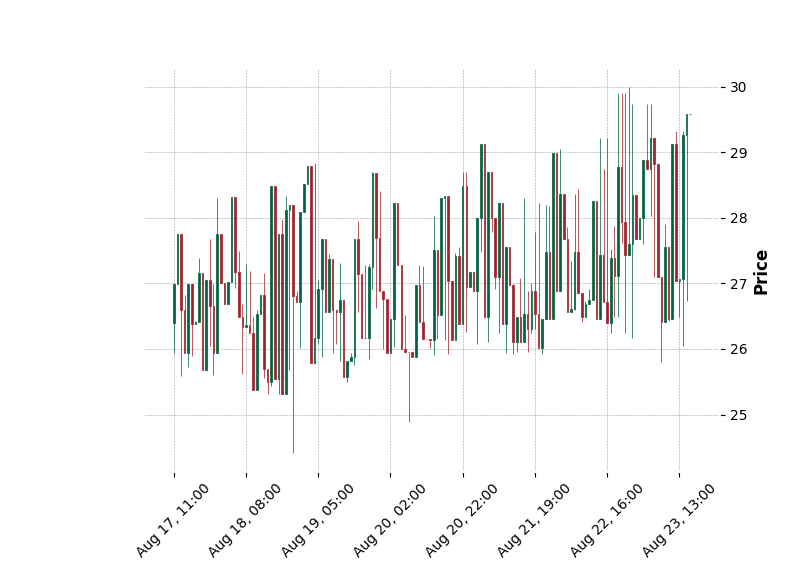 30
29
28
27
26
25
Price
Aug 17, 11:00
Aug 18, 08:00
Aug 19, 05:00
Aug 20, 02:00
Aug 20, 22:00
Aug 21, 19:00
Aug 22, 16:00
Aug 23, 13:00